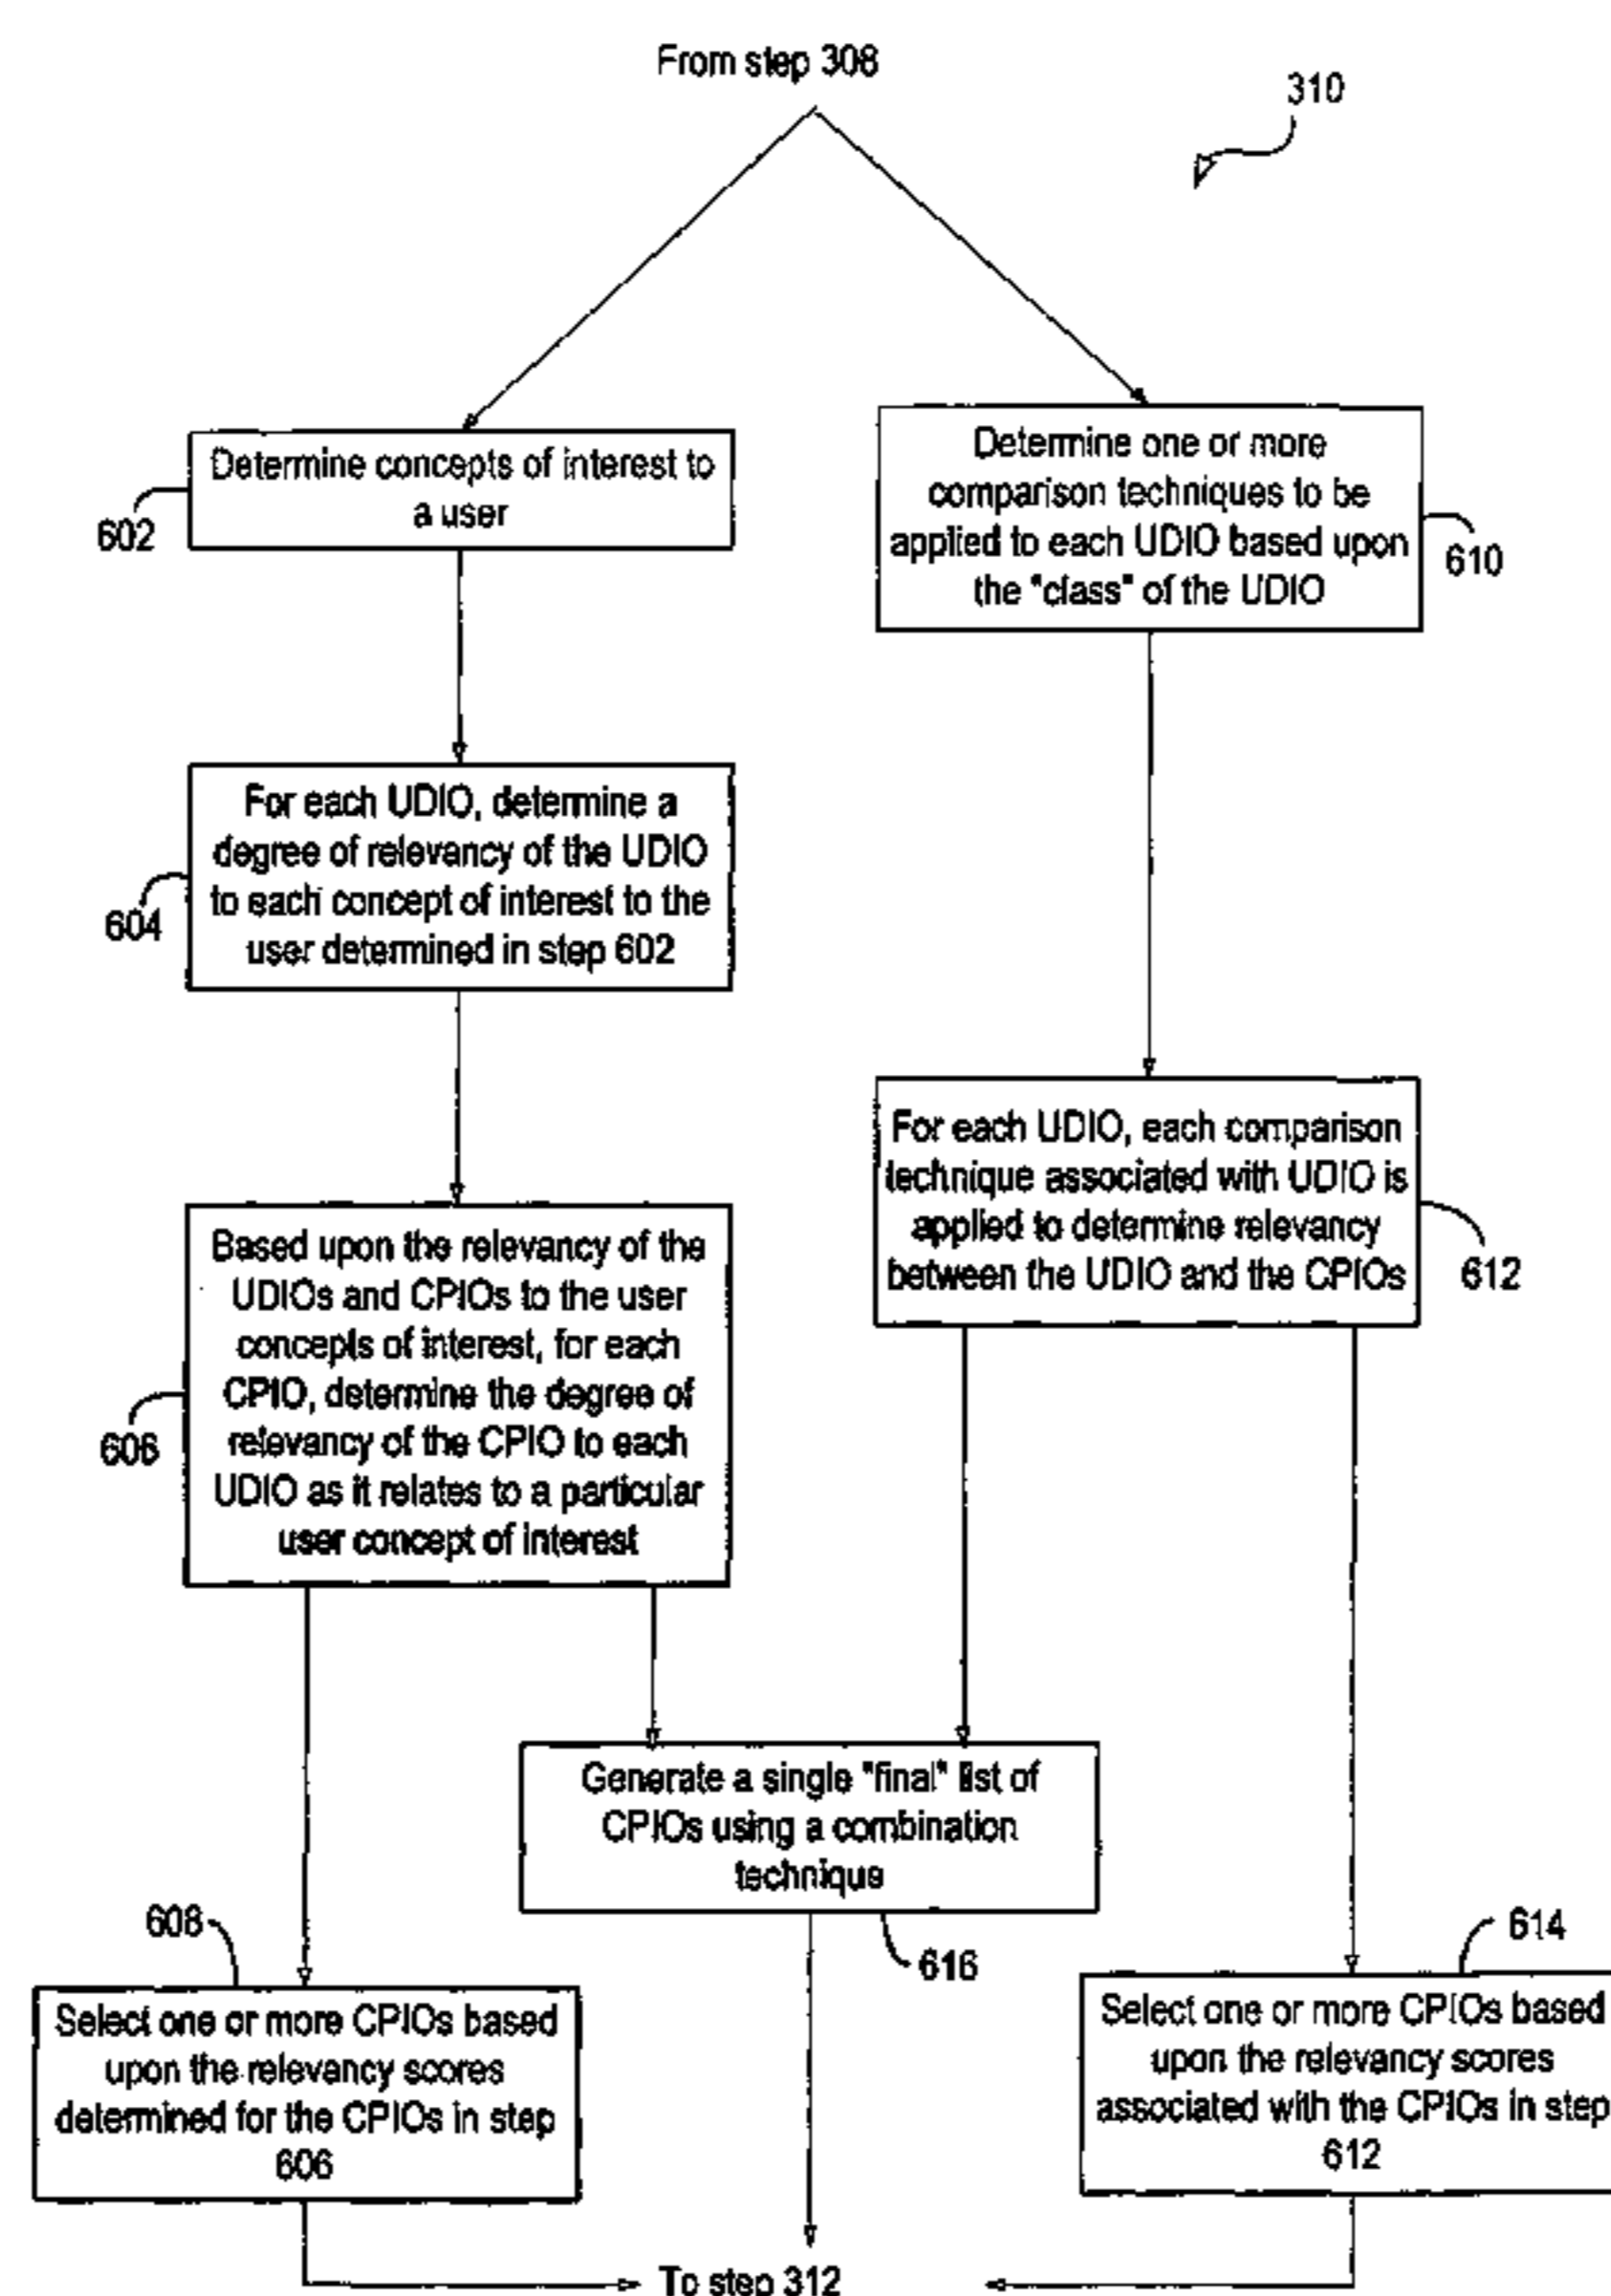 From step 308
310
Determine concepts of interest to
a user
602
Determine one or more
comparison techniques to be
applied to each UDIO based upon
the "class" of the UDIO
610
For each UDIO, determine a
degree of relevancy of the UDIO
to each concept of interest to the
user determined in step 602
604
For each UDIO, each comparison
technique associated with UDIO is
applied to determine relevancy
between the UDIO and the CPIOs
612
Based upon the relevancy of the
UDIOs and CPIOs to the user
concepts of interest, for each
CPIO, determine the degree of
relevancy of the CPIO to each
UDIO as it relates to a particular
user concept of interest
606
Generate a single "final" list of
CPIOs using a combination
technique
616
608
Select one or more CPIOs based
upon the relevancy scores
determined for the CPIOs in step
606
614
Select one or more CPIOs based
upon the relevancy scores
associated with the CPIOs in step
612
To step 312